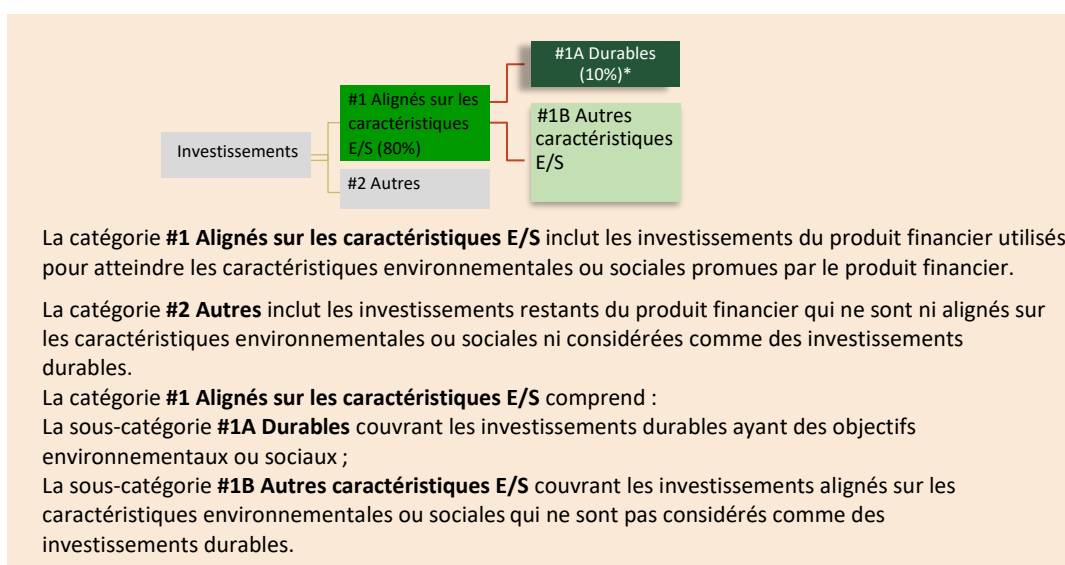 #1A Durables
(10%)*
#1 Alignés sur les
caractéristiques
E/S (80%)
#1B Autres
caractéristiques
E/S
Investissements
#2 Autres
La catégorie #1 Alignés sur les caractéristiques E/S inclut les investissements du produit financier utilisés
pour atteindre les caractéristiques environnementales ou sociales promues par le produit financier.
La catégorie #2 Autres inclut les investissements restants du produit financier qui ne sont ni alignés sur
les caractéristiques environnementales ou sociales ni considérées comme des investissements
durables.
La catégorie #1 Alignés sur les caractéristiques E/S comprend :
La sous-catégorie #1A Durables couvrant les investissements durables ayant des objectifs
environnementaux ou sociaux ;
La sous-catégorie #1B Autres caractéristiques E/S couvrant les investissements alignés sur les
caractéristiques environnementales ou sociales qui ne sont pas considérés comme des
investissements durables.